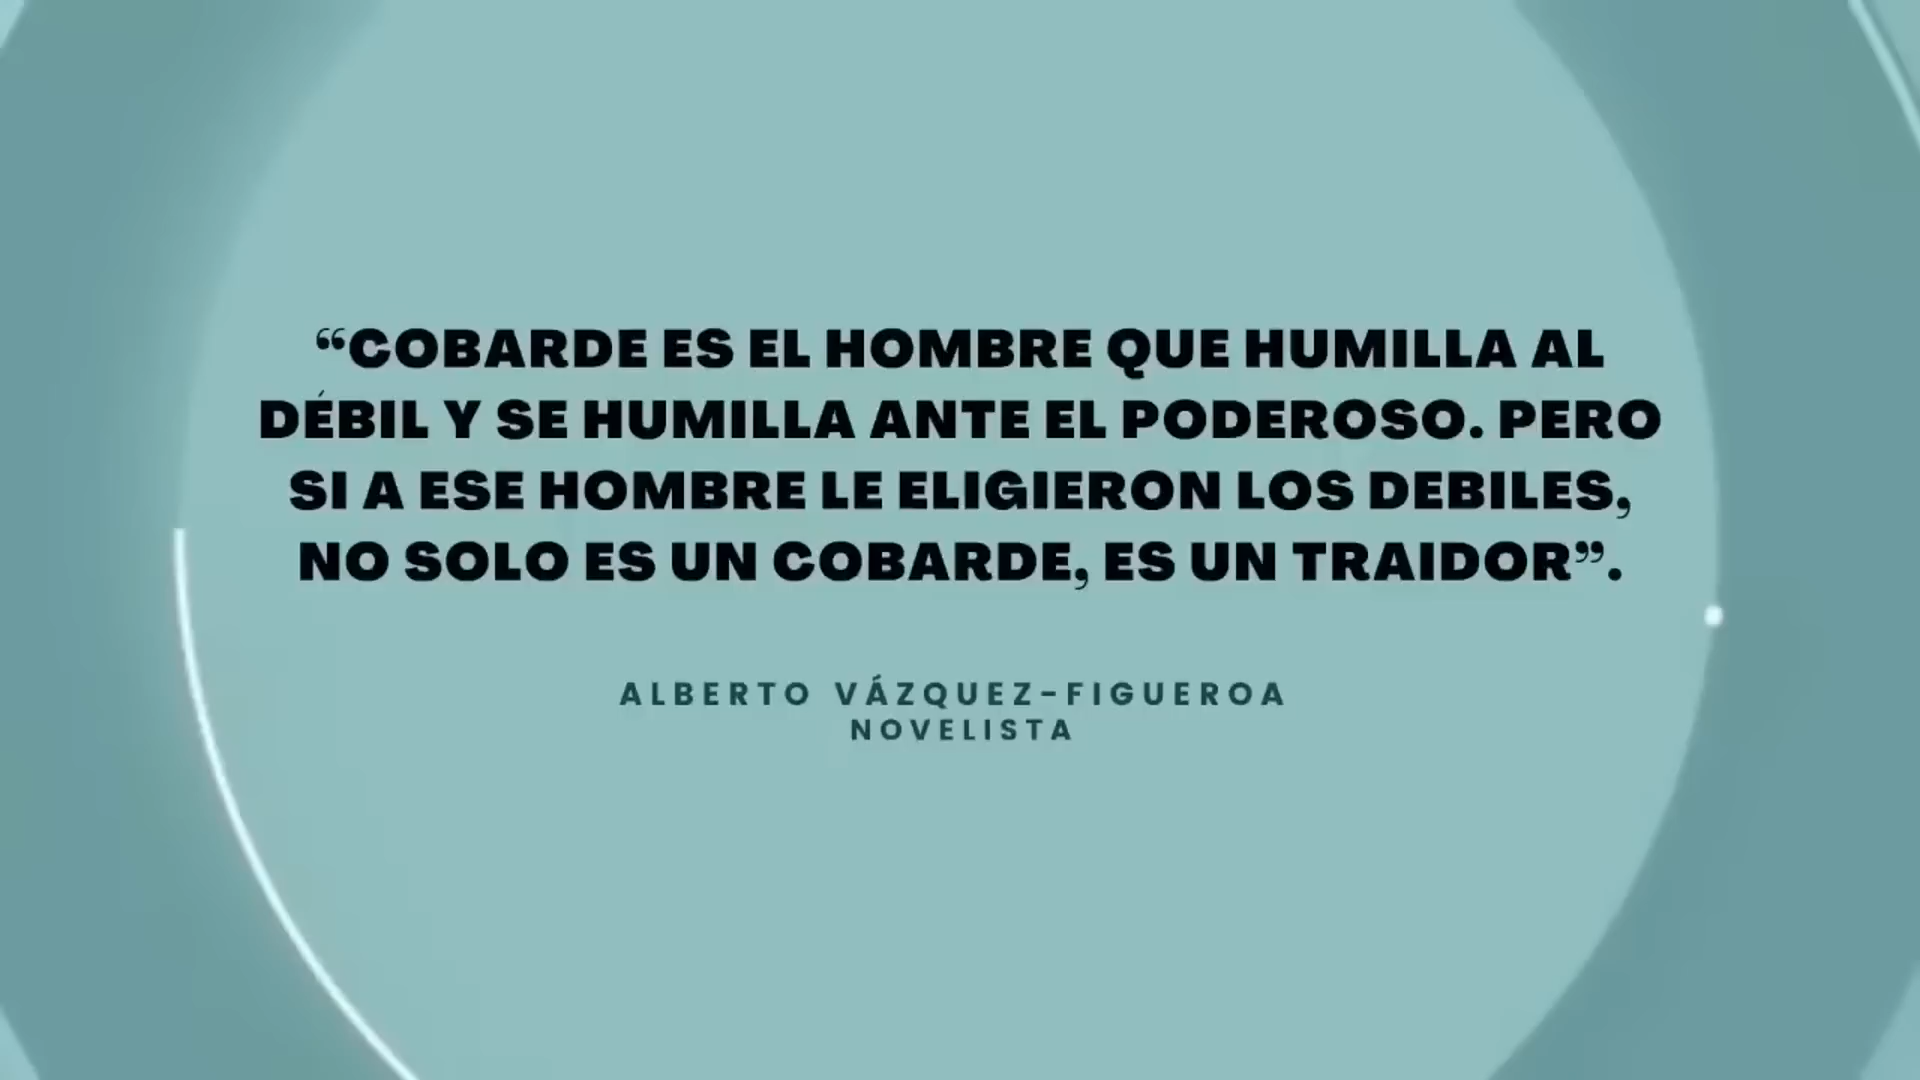 “COBARDE ES EL HOMBRE QUE HUMILLA AL
DÉBIL Y SE HUMILLA ANTE EL PODEROSO. PERO
SI A ESE HOMBRE LE ELIGIERON LOS DEBILES,
NO SOLO ES UN COBARDE, ES UN TRAIDOR”.
ALBERTO VÁZQUEZ-FIGUEROA
NOVELISTA